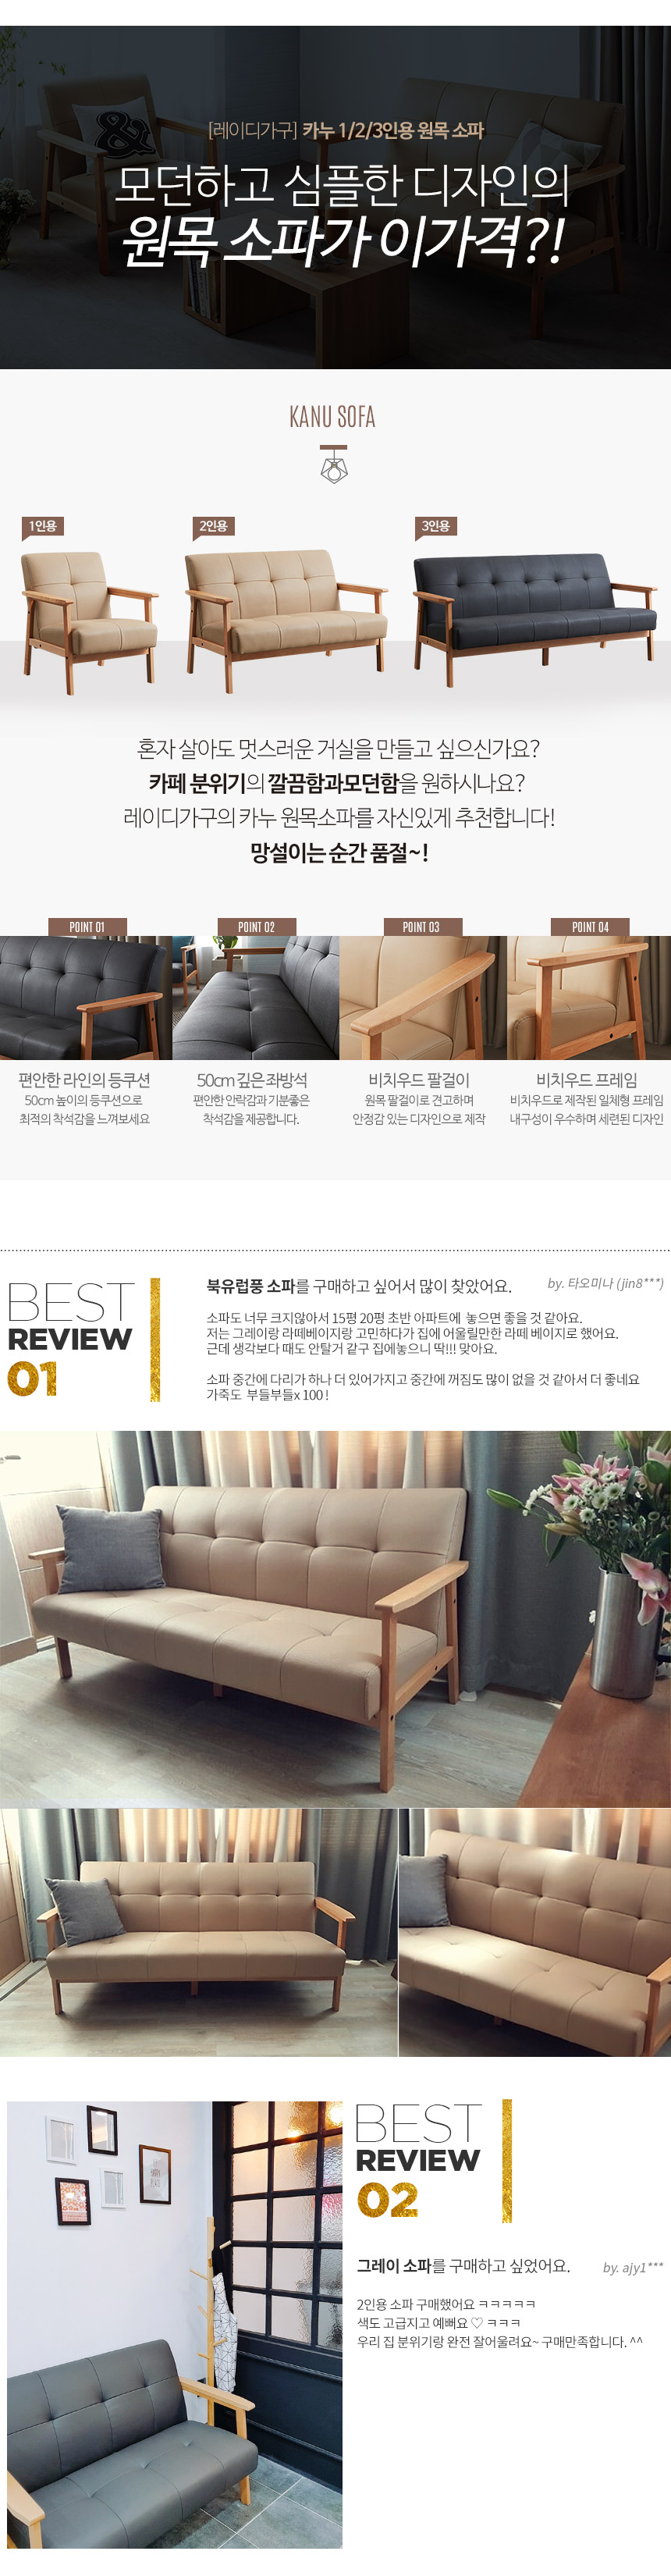 [레이디가구] 카누 1/2/3인용 원목 소파
모던하고 심플한 디자인의
원목 소파가 이가격?!
KANU SOFA
1인용
2인용
3인용
혼자 살아도 멋스러운 거실을 만들고 싶으신가요?
카페 분위기의 깔끔함과모던함을 원하시나요?
레이디가구의 카누 원목소파를 자신있게 추천합니다!
망설이는 순간 품절~!
POINT 01
POINT 02
POINT 03
POINT 04
편안한 라인의 등쿠션
50cm 높이의 등쿠션으로
최적의 착석감을 느껴보세요
50cm 깊은 좌방석
편안한 안락감과 기분좋은
착석감을 제공합니다.
비치우드 팔걸이
원목 팔걸이로 견고하며
안정감 있는 디자인으로 제작
비치우드 프레임
비치우드로 제작된 일체형 프레임
내구성이 우수하며 세련된 디자인
BEST
REVIEW
01
북유럽풍 소파를 구매하고 싶어서 많이 찾았어요.
by. 타오미나 (jin8***)
소파도 너무 크지않아서 15평 20평 초반 아파트에 놓으면 좋을 것 같아요.
저는 그레이랑 라떼베이지랑 고민하다가 집에 어울릴만한 라떼 베이지로 했어요.
근데 생각보다 때도 안탈거 같구 집에놓으니 딱!!! 맞아요.
소파 중간에 다리가 하나 더 있어가지고 중간에 꺼짐도 많이 없을 것 같아서 더 좋네요
가죽도 부들부들x 100 !
BEST
REVIEW
02
그레이 소파를 구매하고 싶었어요.
by. ajy1***
2인용 소파 구매했어요 ㅋㅋㅋㅋㅋ
색도 고급지고 예뻐요 ♡ ㅋㅋㅋ
우리 집 분위기랑 완전 잘어울려요~ 구매만족합니다. ^^